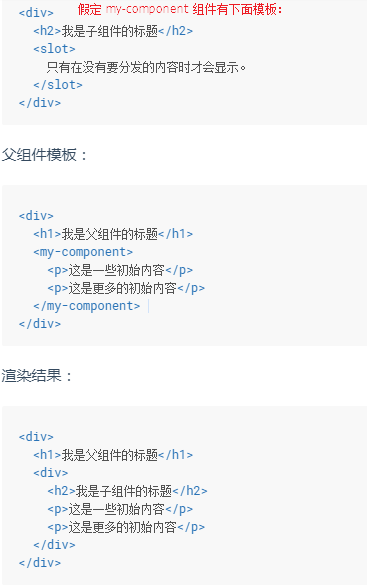 <div> 假定 my-component 组件有下面模板：
<h2>我是子组件的标题</h2>
<slot>
只有在没有要分发的内容时才会显示。
</slot>
</div>
父组件模板：
<div>
<h1>我是父组件的标题</h1>
<my-component>
<p>这是一些初始内容</p>
<p>这是更多的初始内容</p>
</my-component>
</div>
渲染结果：
<div>
<h1>我是父组件的标题</h1>
<div>
<h2>我是子组件的标题</h2>
<p>这是一些初始内容</p>
<p>这是更多的初始内容</p>
</div>
</div>